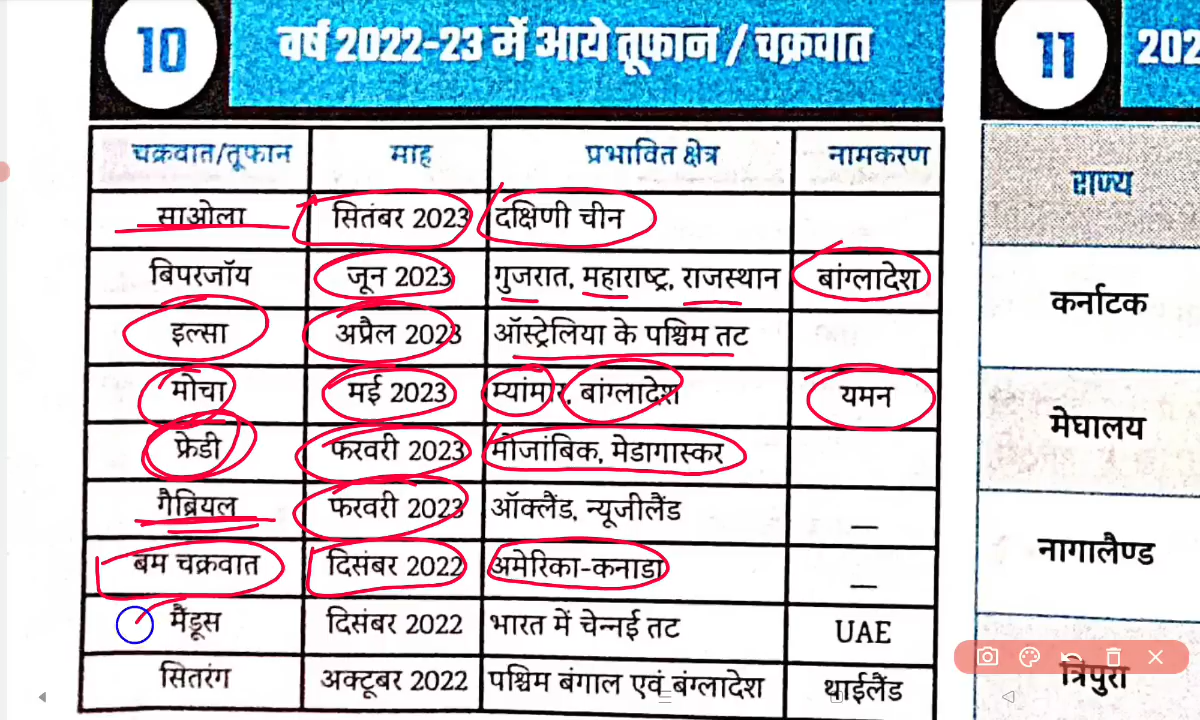 10 वर्ष 2022-23 में आये तूफान / चक्रवात
चक्रवात/तूफान माह प्रभावित क्षेत्र नामकरण
साओला सितंबर 2023 दक्षिणी चीन
बिपरजॉय जून 2023 गुजरात, महाराष्ट्र, राजस्थान बांग्लादेश
इल्सा अप्रैल 2023 ऑस्ट्रेलिया के पश्चिम तट
मोचा मई 2023 म्यांमार, बांग्लादेश यमन
फ्रेडी फरवरी 2023 मोजांबिक, मेडागास्कर
गैब्रियल फरवरी 2023 ऑक्लैंड, न्यूजीलैंड —
बम चक्रवात दिसंबर 2022 अमेरिका-कनाडा —
मैंडूस दिसंबर 2022 भारत में चेन्नई तट UAE
सितरंग अक्टूबर 2022 पश्चिम बंगाल एवं बंग्लादेश थाईलैंड
11 202
राज्य
कर्नाटक
मेघालय
नागालैण्ड
त्रिपुरा